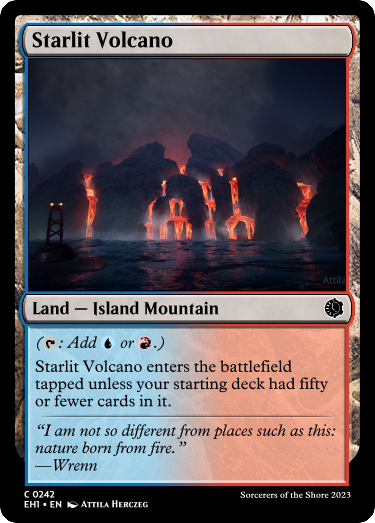 Starlit Volcano
Attila
Land — Island Mountain
(: Add or .)
Starlit Volcano enters the battlefield
tapped unless your starting deck had fifty
or fewer cards in it.
“I am not so different from places such as this:
nature born from fire.”
—Wrenn
C 0242
EH1 • EN Attila Herczeg
Sorcerers of the Shore 2023